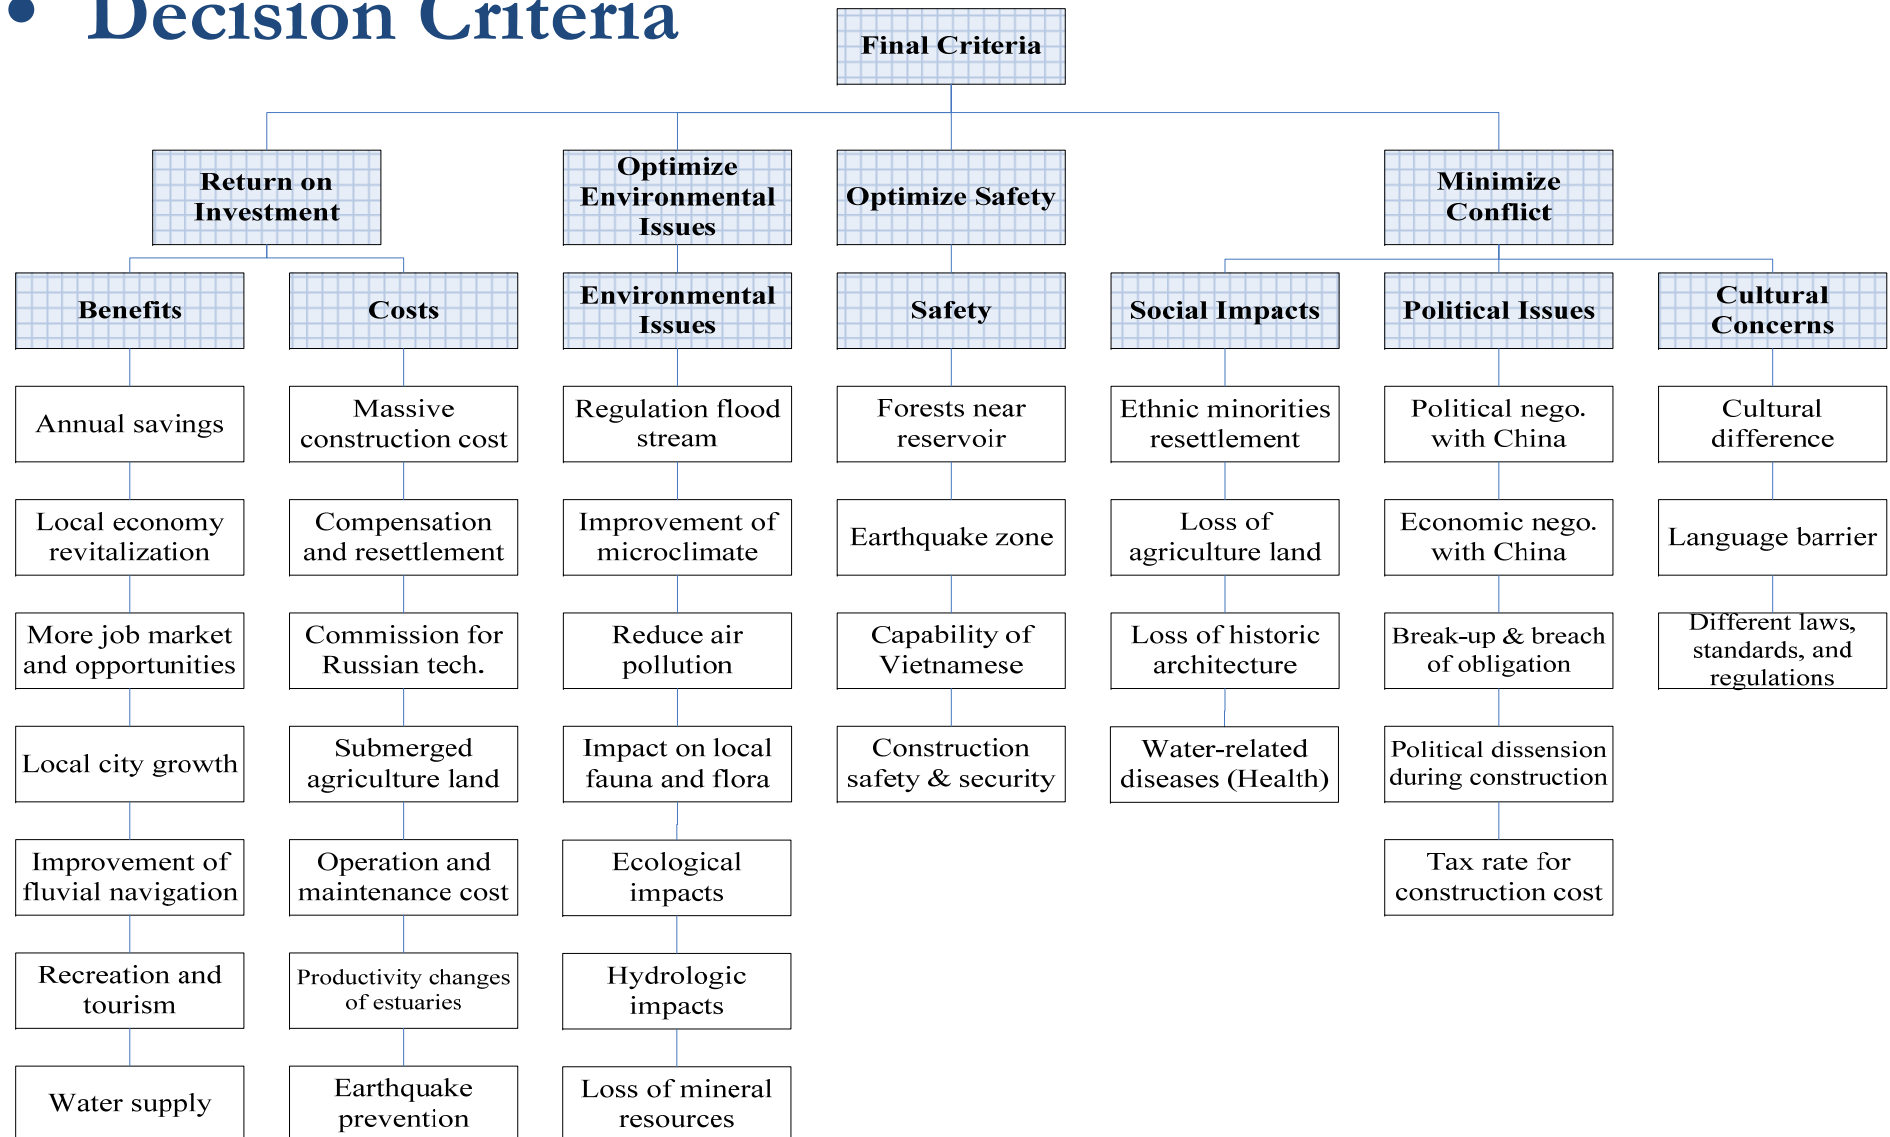 • Decision Criteria
Final Criteria
Return on
Investment
Optimize
Environmental
Issues
Optimize Safety
Minimize
Conflict
Benefits
Costs
Environmental
Issues
Safety
Social Impacts
Political Issues
Cultural
Concerns
Annual savings
Local economy
revitalization
More job market
and opportunities
Local city growth
Improvement of
fluvial navigation
Recreation and
tourism
Water supply
Massive
construction cost
Compensation
and resettlement
Commission for
Russian tech.
Submerged
agriculture land
Operation and
maintenance cost
Productivity changes
of estuaries
Earthquake
prevention
Regulation flood
stream
Improvement of
microclimate
Reduce air
pollution
Impact on local
fauna and flora
Ecological
impacts
Hydrologic
impacts
Loss of mineral
resources
Forests near
reservoir
Earthquake zone
Capability of
Vietnamese
Construction
safety & security
Ethnic minorities
resettlement
Loss of
agriculture land
Loss of historic
architecture
Water-related
diseases (Health)
Political nego.
with China
Economic nego.
with China
Break-up & breach
of obligation
Political dissension
during construction
Tax rate for
construction cost
Cultural
difference
Language barrier
Different laws,
standards, and
regulations